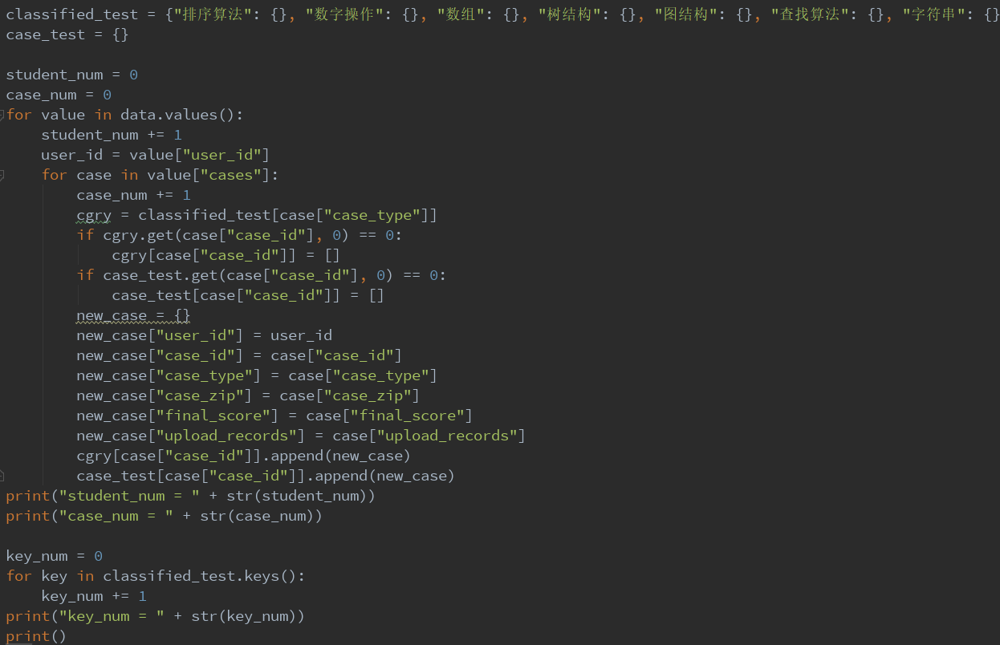 classified_test = {"排序算法": {}, "数字操作": {}, "数组": {}, "树结构": {}, "图结构": {}, "查找算法": {}, "字符串": {}
case_test = {}
student_num = 0
case_num = 0
for value in data.values():
    student_num += 1
    user_id = value["user_id"]
    for case in value["cases"]:
        case_num += 1
        cgry = classified_test[case["case_type"]]
        if cgry.get(case["case_id"], 0) == 0:
            cgry[case["case_id"]] = []
        if case_test.get(case["case_id"], 0) == 0:
            case_test[case["case_id"]] = []
        new_case = {}
        new_case["user_id"] = user_id
        new_case["case_id"] = case["case_id"]
        new_case["case_type"] = case["case_type"]
        new_case["case_zip"] = case["case_zip"]
        new_case["final_score"] = case["final_score"]
        new_case["upload_records"] = case["upload_records"]
        cgry[case["case_id"]].append(new_case)
        case_test[case["case_id"]].append(new_case)
print("student_num = " + str(student_num))
print("case_num = " + str(case_num))
key_num = 0
for key in classified_test.keys():
    key_num += 1
print("key_num = " + str(key_num))
print()